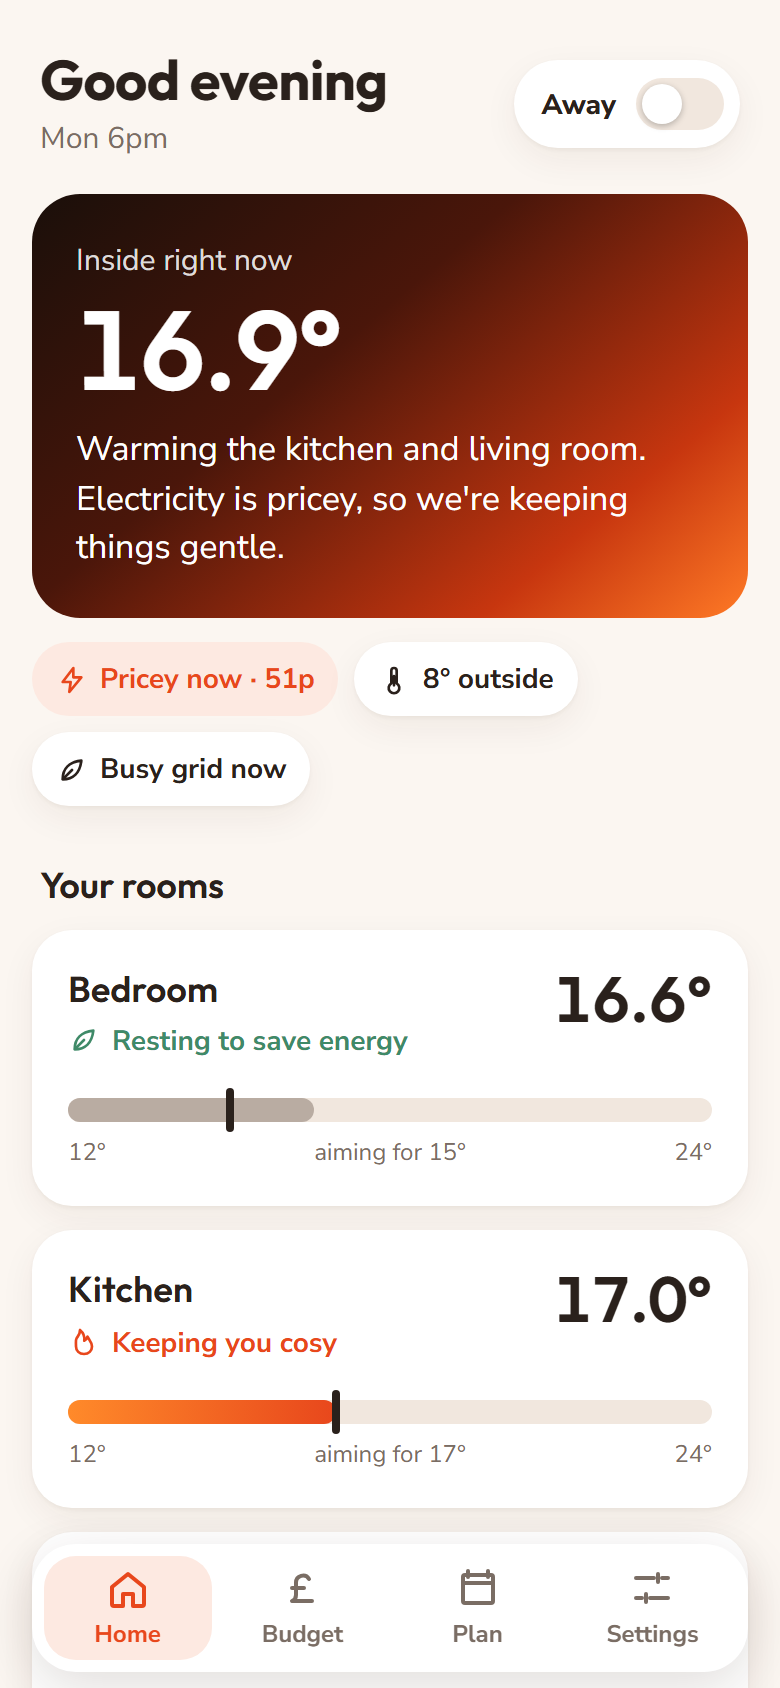 Good evening
Mon 6pm
Away
Inside right now
16.9°
Warming the kitchen and living room.
Electricity is pricey, so we're keeping
things gentle.
Pricey now · 51p
8° outside
Busy grid now
Your rooms
Bedroom
16.6°
Resting to save energy
12°
aiming for 15°
24°
Kitchen
17.0°
Keeping you cosy
12°
aiming for 17°
24°
Home
Budget
Plan
Settings